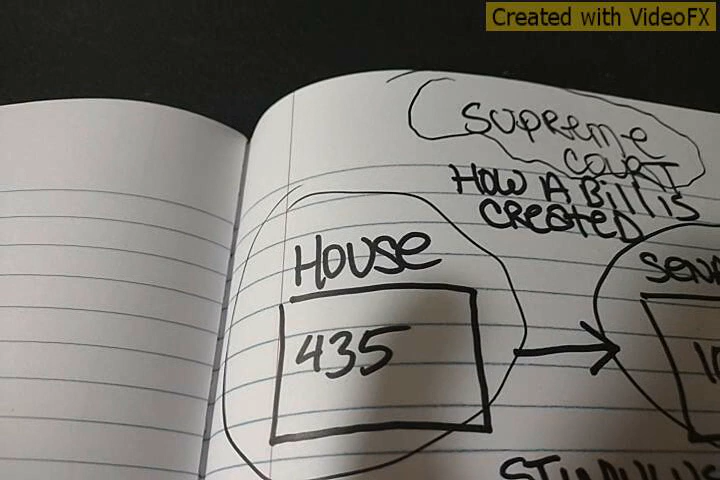 Created with VideoFX
SUPReme
COURT
HOW A Bill is
CReateD
House
435